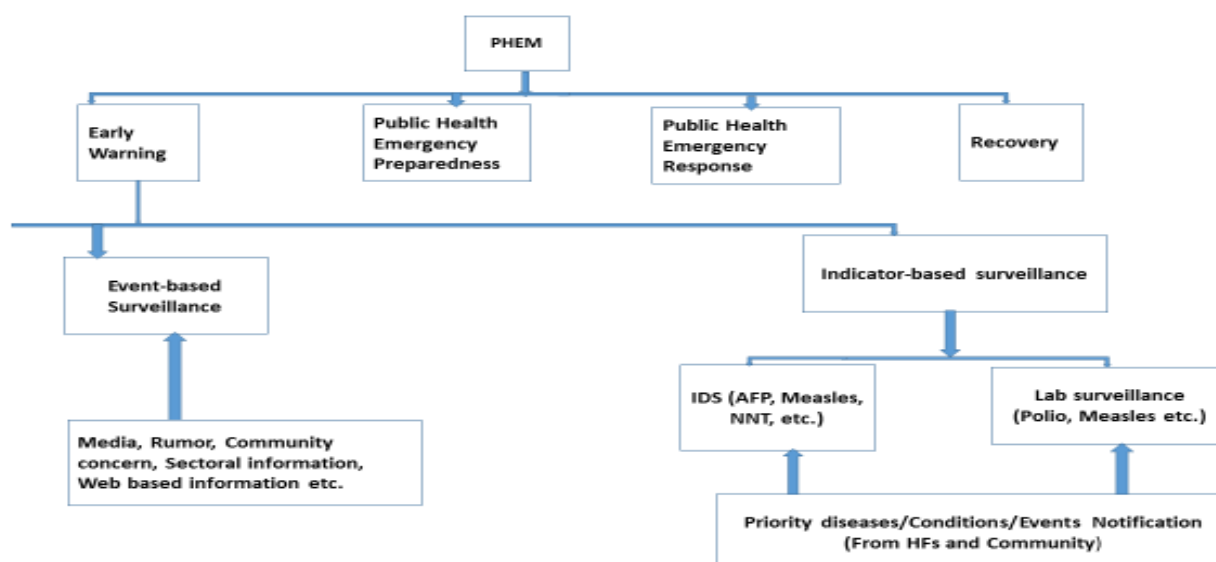 PHEM
Early
Warning
Public Health
Emergency
Preparedness
Public Health
Emergency
Response
Recovery
Event-based
Surveillance
Indicator-based surveillance
IDS (AFP, Measles,
NNT, etc.)
Lab surveillance
(Polio, Measles etc.)
Media, Rumor, Community
concern, Sectoral information,
Web based information etc.
Priority diseases/Conditions/Events Notification
(From HFs and Community)